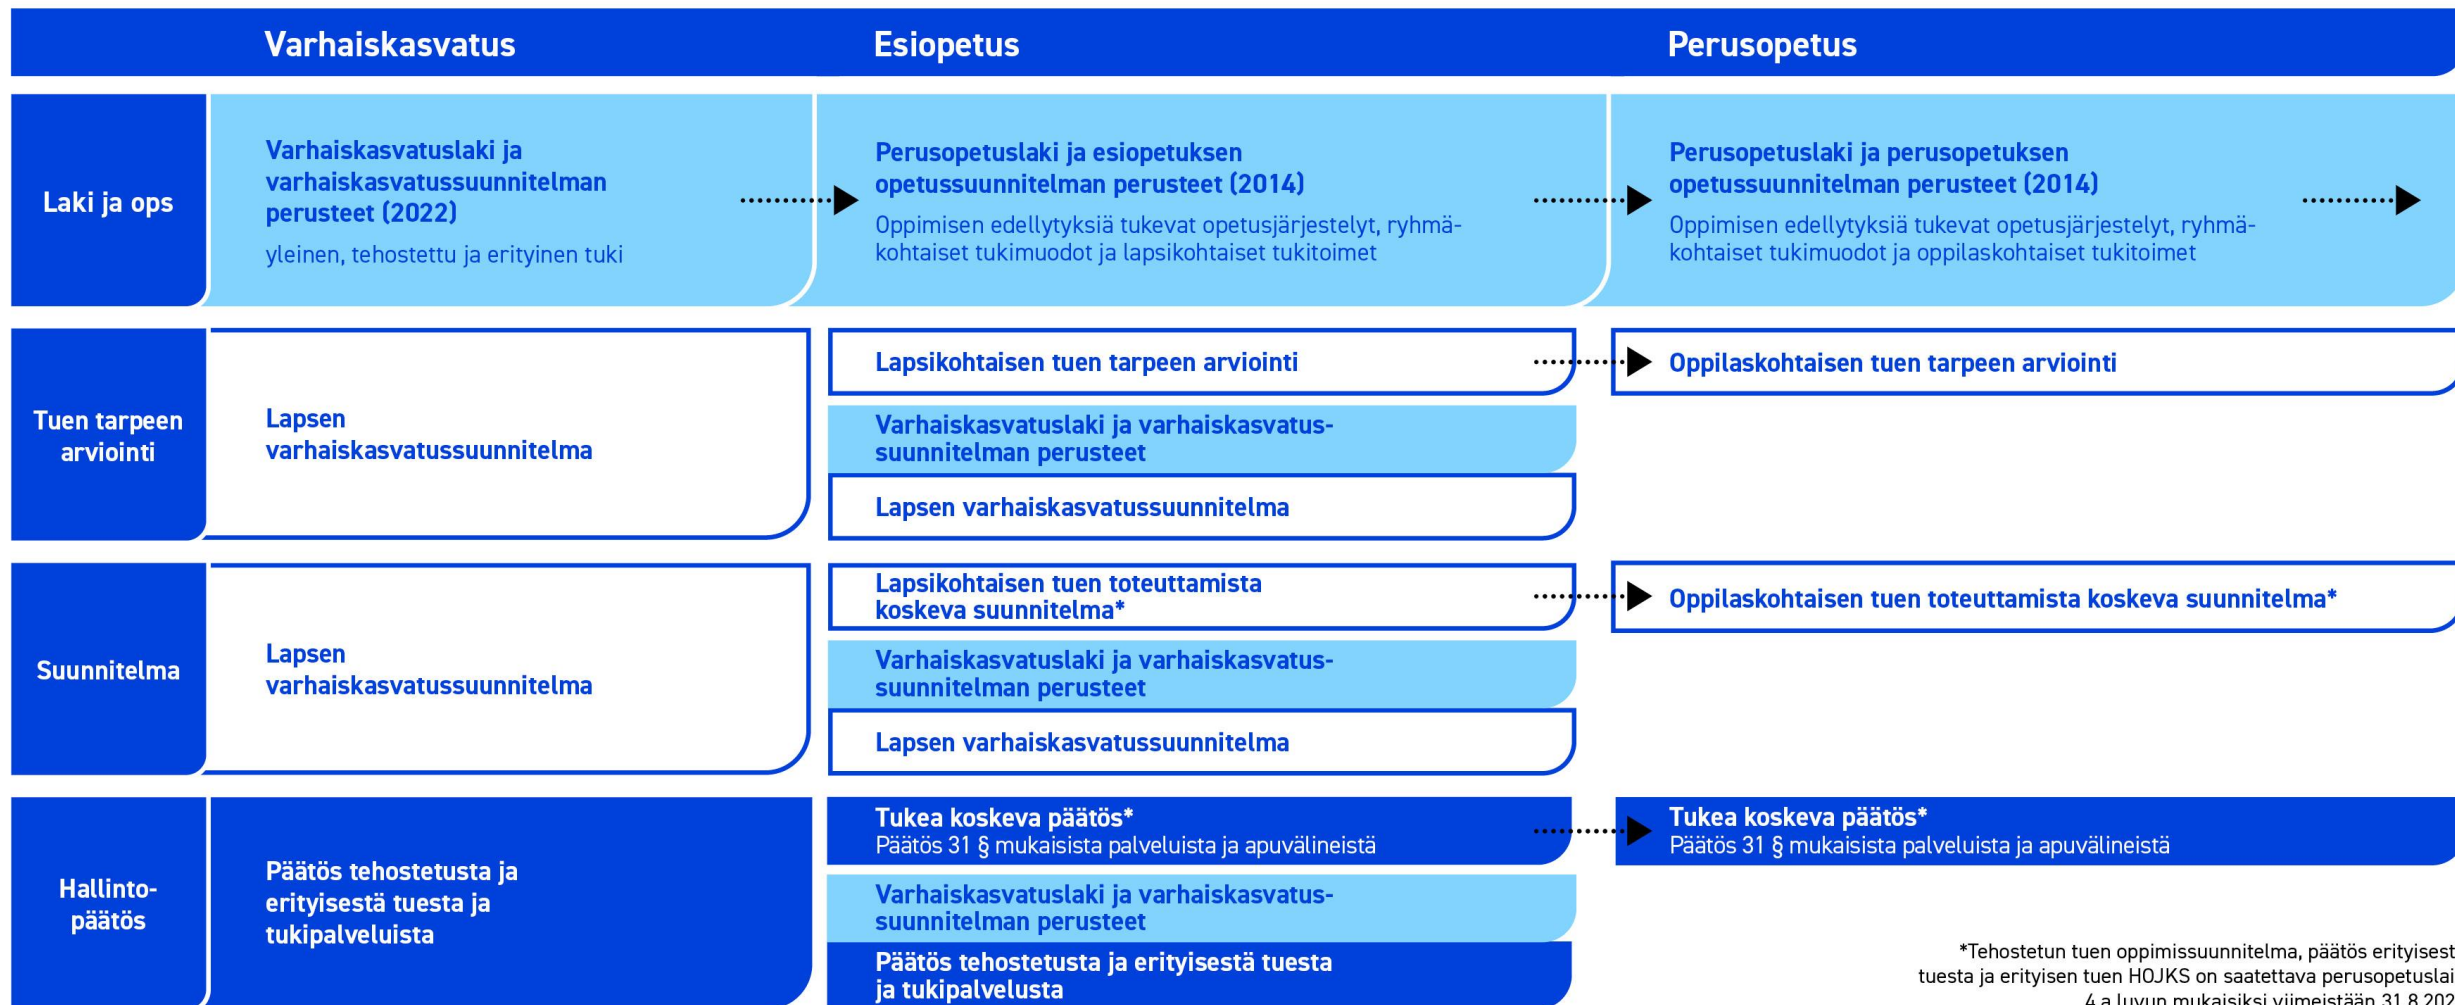 Varhaiskasvatus
Esiopetus
Perusopetus
Laki ja ops
Varhaiskasvatuslaki ja
varhaiskasvatussuunnitelman
perusteet (2022)
yleinen, tehostettu ja erityinen tuki
Perusopetuslaki ja esiopetuksen
opetussuunnitelman perusteet (2014)
Oppimisen edellytyksiä tukevat opetusjärjestelyt, ryhmä-
kohtaiset tukimuodot ja lapsikohtaiset tukitoimet
Perusopetuslaki ja perusopetuksen
opetussuunnitelman perusteet (2014)
Oppimisen edellytyksiä tukevat opetusjärjestelyt, ryhmä-
kohtaiset tukimuodot ja oppilaskohtaiset tukitoimet
Tuen tarpeen
arviointi
Lapsen
varhaiskasvatussuunnitelma
Lapsikohtaisen tuen tarpeen arviointi
Varhaiskasvatuslaki ja varhaiskasvatus-
suunnitelman perusteet
Lapsen varhaiskasvatussuunnitelma
Oppilaskohtaisen tuen tarpeen arviointi
Suunnitelma
Lapsen
varhaiskasvatussuunnitelma
Lapsikohtaisen tuen toteuttamista
koskeva suunnitelma*
Varhaiskasvatuslaki ja varhaiskasvatus-
suunnitelman perusteet
Lapsen varhaiskasvatussuunnitelma
Oppilaskohtaisen tuen toteuttamista koskeva suunnitelma*
Hallinto-
päätös
Päätös tehostetusta ja
erityisestä tuesta ja
tukipalveluista
Tukea koskeva päätös*
Päätös 31 § mukaisista palveluista ja apuvälineistä
Varhaiskasvatuslaki ja varhaiskasvatus-
suunnitelman perusteet
Päätös tehostetusta ja erityisestä tuesta
ja tukipalvelusta
Tukea koskeva päätös*
Päätös 31 § mukaisista palveluista ja apuvälineistä
*Tehostetun tuen oppimissuunnitelma, päätös erityisest
tuesta ja erityisen tuen HOJKS on saatettava perusopetuslai
4 a luvun mukaisiksi viimeistään 31.8.202